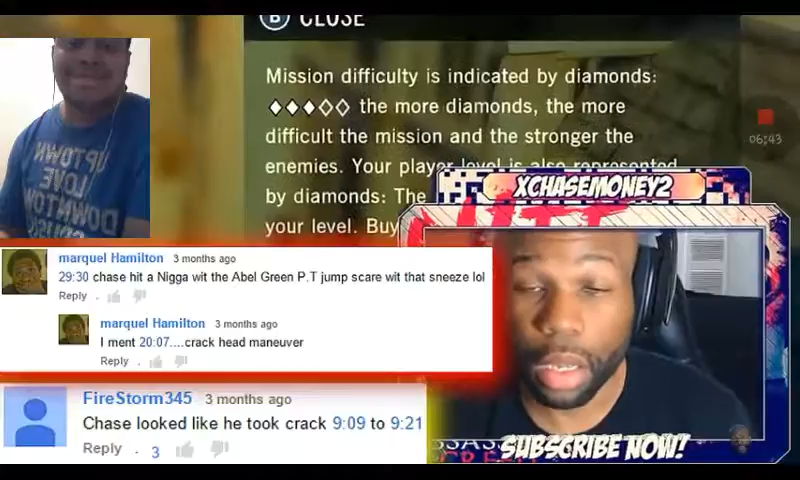 B CLOSE
Mission difficulty is indicated by diamonds:
♦♦♦◇◇ the more diamonds, the more
difficult the mission and the stronger the
enemies. Your player level is also represented
by diamonds: The
your level. Buy
06:43
UPTOWN
LOVE
DOWNTOWN
XCHASEMONEY2
marquel Hamilton 3 months ago
29:30 chase hit a Nigga wit the Abel Green P.T jump scare wit that sneeze lol
Reply ·
marquel Hamilton 3 months ago
I ment 20:07....crack head maneuver
Reply ·
FireStorm345 3 months ago
Chase looked like he took crack 9:09 to 9:21
Reply · 3
SUBSCRIBE NOW!